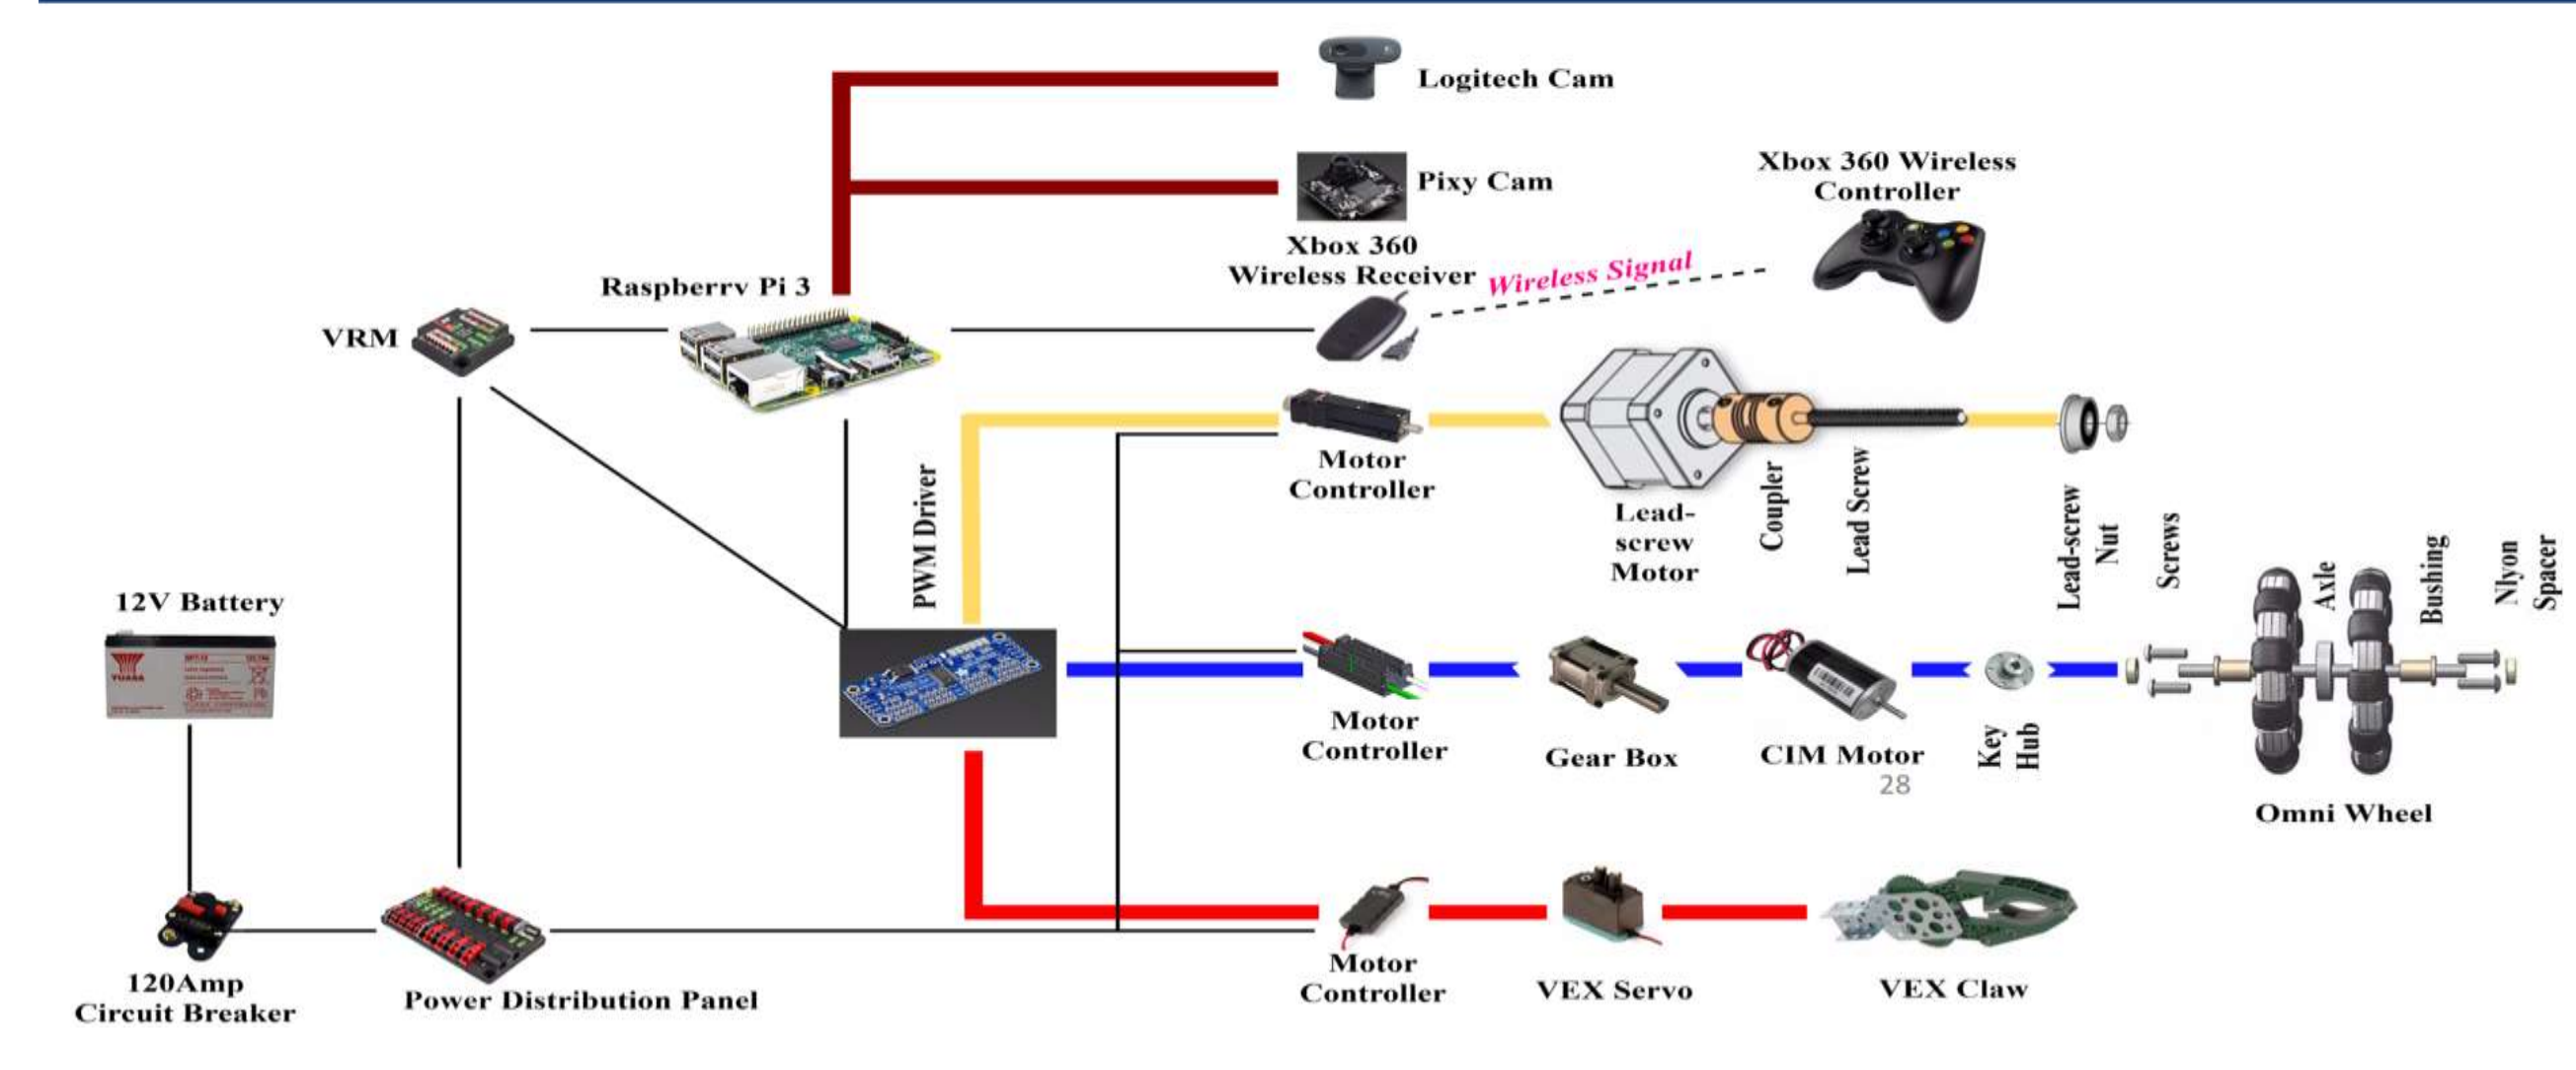 Logitech Cam
Pixy Cam
Xbox 360 Wireless
Controller
Xbox 360
Wireless Receiver
Wireless Signal
Raspberrv Pi 3
VRM
Motor
Controller
Lead-
screw
Motor
Coupler
Lead Screw
Lead-screw
Nut
Screws
Axle
Bushing
Nlyon
Spacer
PWM Driver
12V Battery
YUASA
Motor
Controller
Gear Box
CIM Motor
28
Key
Hub
Omni Wheel
120Amp
Circuit Breaker
Power Distribution Panel
Motor
Controller
VEX Servo
VEX Claw